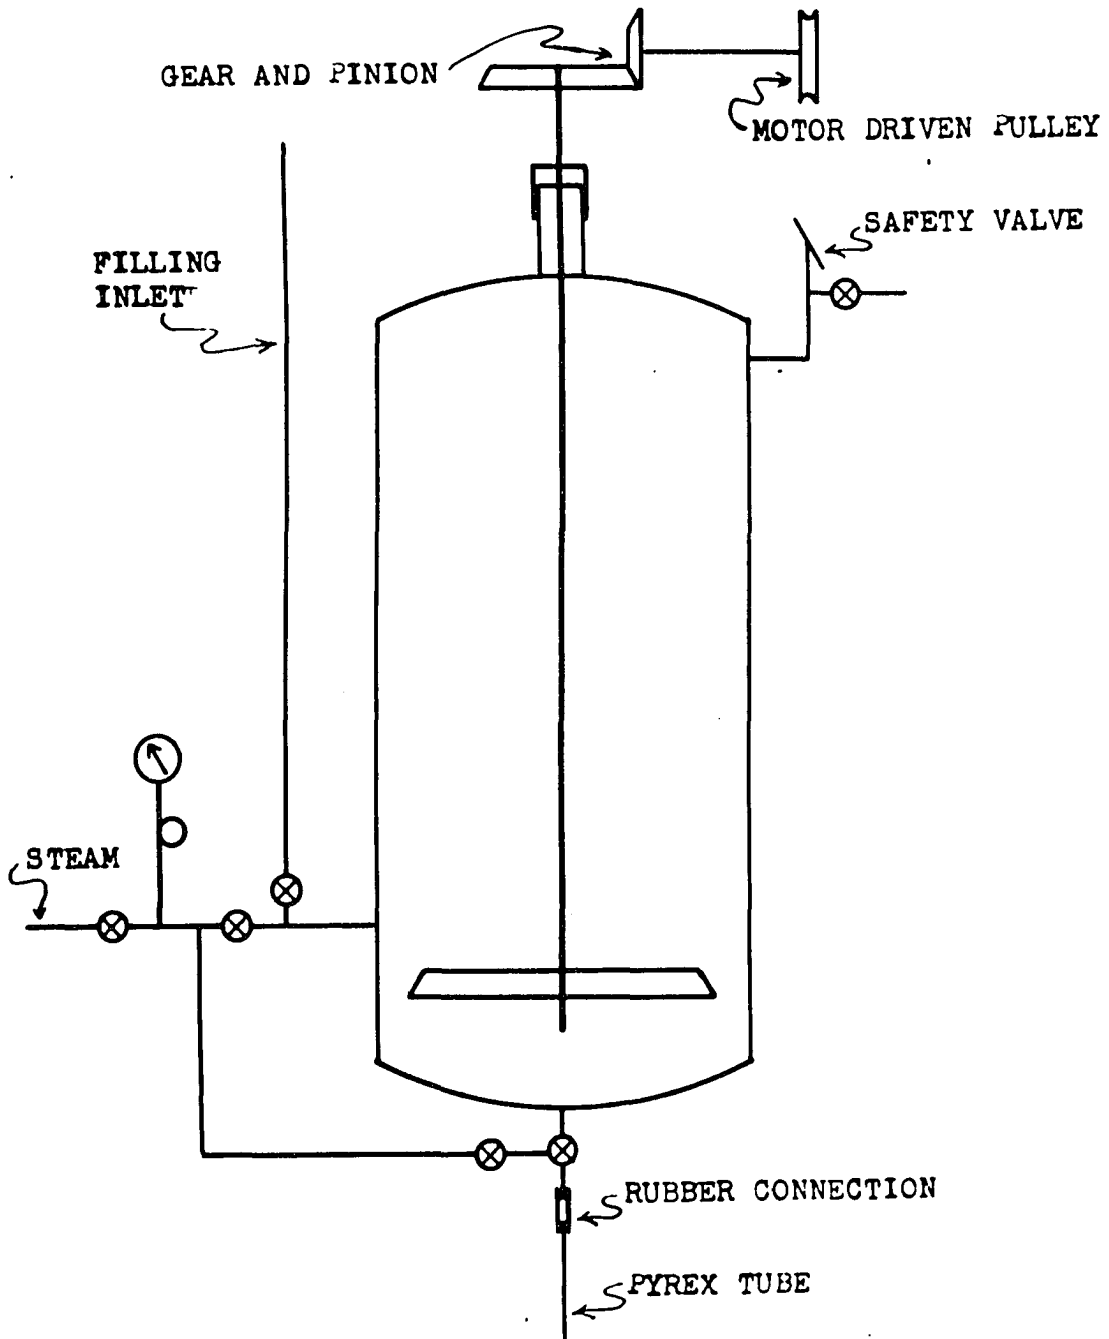 GEAR AND PINION
MOTOR DRIVEN PULLEY
SAFETY VALVE
FILLING
INLET
STEAM
RUBBER CONNECTION
PYREX TUBE